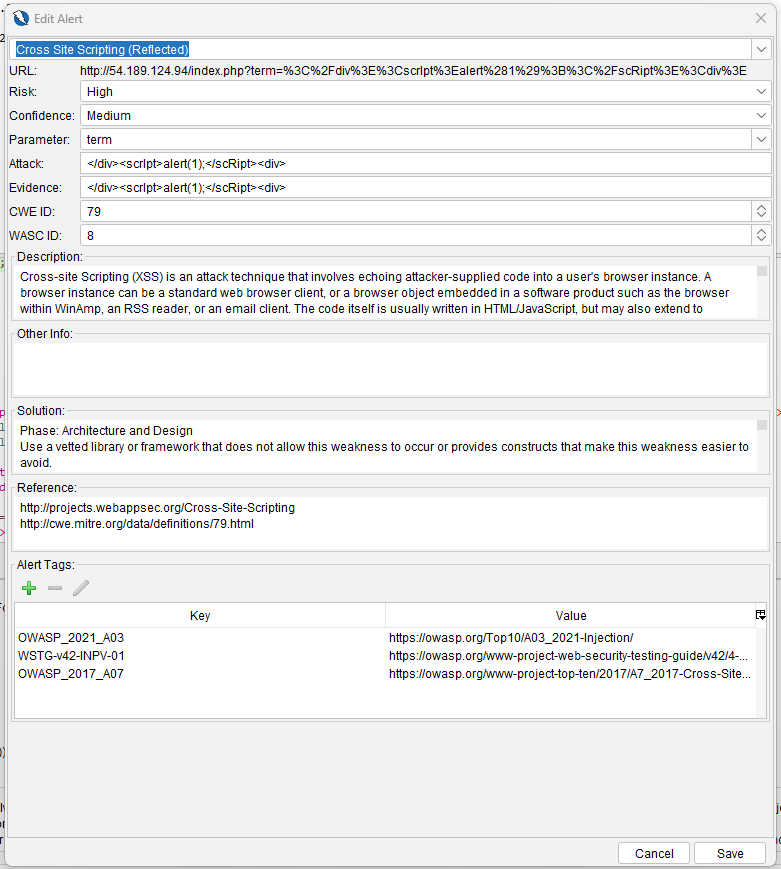 Edit Alert
Cross Site Scripting (Reflected)
URL: http://54.189.124.94/index.php?term=%3C%2Fdiv%3E%3CscrIpt%3Ealert%281%29%3B%3C%2FscRipt%3E%3Cdiv%3E
Risk: High
Confidence: Medium
Parameter: term
Attack: </div><scrIpt>alert(1);</scRipt><div>
Evidence: </div><scrIpt>alert(1);</scRipt><div>
CWE ID: 79
WASC ID: 8
Description:
Cross-site Scripting (XSS) is an attack technique that involves echoing attacker-supplied code into a user's browser instance. A
browser instance can be a standard web browser client, or a browser object embedded in a software product such as the browser
within WinAmp, an RSS reader, or an email client. The code itself is usually written in HTML/JavaScript, but may also extend to
Other Info:
Solution:
Phase: Architecture and Design
Use a vetted library or framework that does not allow this weakness to occur or provides constructs that make this weakness easier to
avoid.
Reference:
http://projects.webappsec.org/Cross-Site-Scripting
http://cwe.mitre.org/data/definitions/79.html
Alert Tags:
Key Value
OWASP_2021_A03 https://owasp.org/Top10/A03_2021-Injection/
WSTG-v42-INPV-01 https://owasp.org/www-project-web-security-testing-guide/v42/4-...
OWASP_2017_A07 https://owasp.org/www-project-top-ten/2017/A7_2017-Cross-Site...
Cancel Save